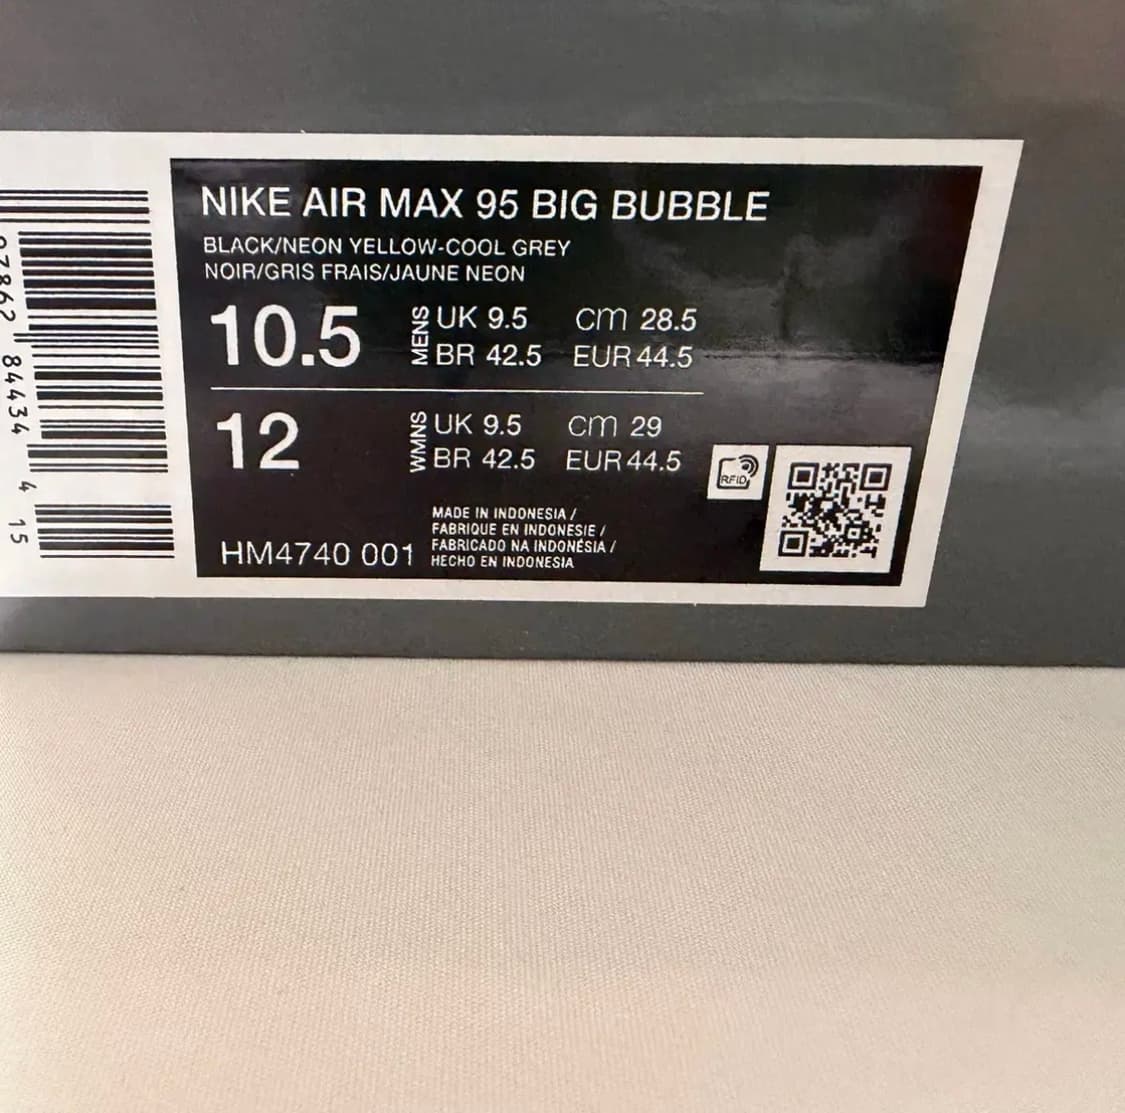 NIKE AIR MAX 95 BIG BUBBLE
BLACK/NEON YELLOW-COOL GREY
NOIR/GRIS FRAIS/JAUNE NEON
10.5 MENS UK 9.5 cm 28.5
BR 42.5 EUR 44.5
12 WMNS UK 9.5 cm 29
BR 42.5 EUR 44.5
RFID
MADE IN INDONESIA /
FABRIQUE EN INDONESIE /
FABRICADO NA INDONÉSIA /
HECHO EN INDONESIA
HM4740 001
97862 84434 4 15